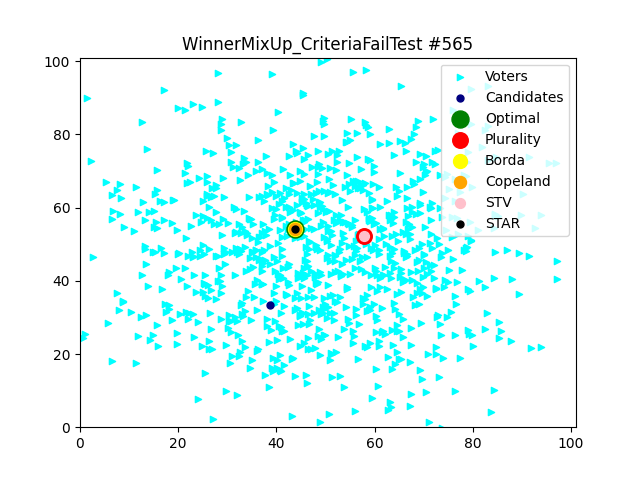 WinnerMixUp_CriteriaFailTest #565
100
80
60
40
20
0
0
20
40
60
80
100
Voters
Candidates
Optimal
Plurality
Borda
Copeland
STV
STAR